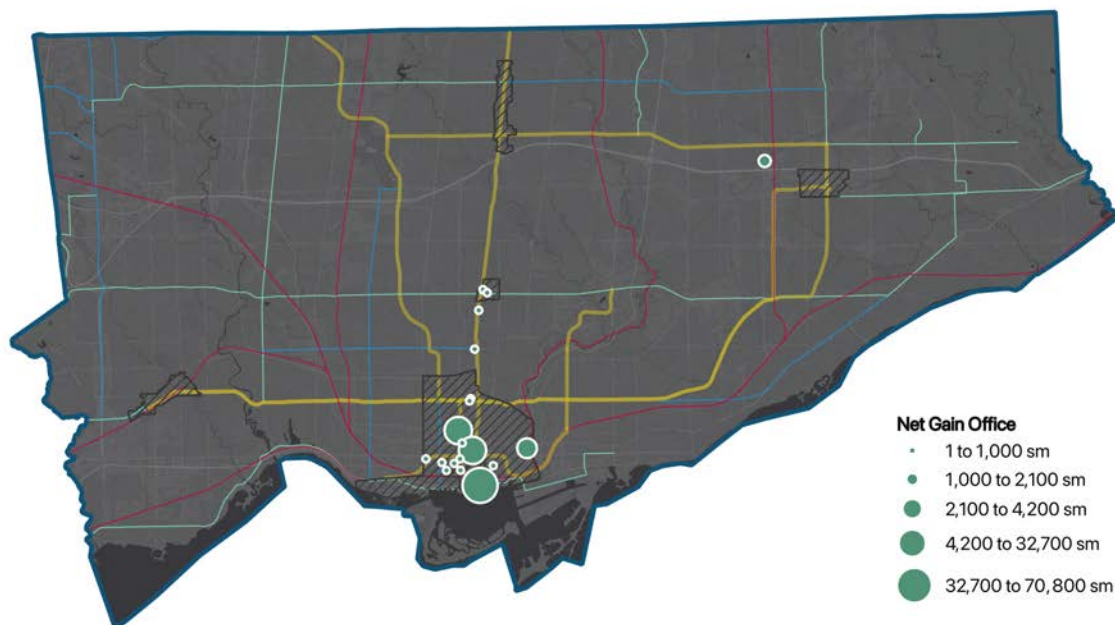 Net Gain Office
1 to 1,000 sm
1,000 to 2,100 sm
2,100 to 4,200 sm
4,200 to 32,700 sm
32,700 to 70,800 sm